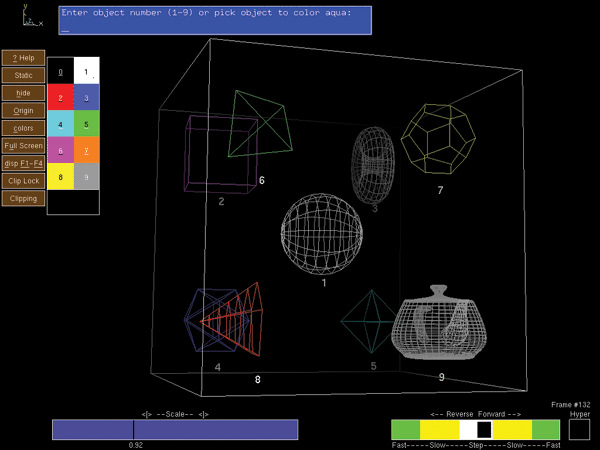 Enter object number (1-9) or pick object to color aqua:
y
x
? Help
Static
hide
Origin
colors
Full Screen
disp F1-F4
Clip Lock
Clipping
0 1
2 3
4 5
6 7
8 9
6
2
3
7
1
4
8
5
9
Frame #132
<|> --Scale-- <|>
<-- Reverse Forward -->
Hyper
0.92
Fast-----Slow-----Step-----Slow-----Fast